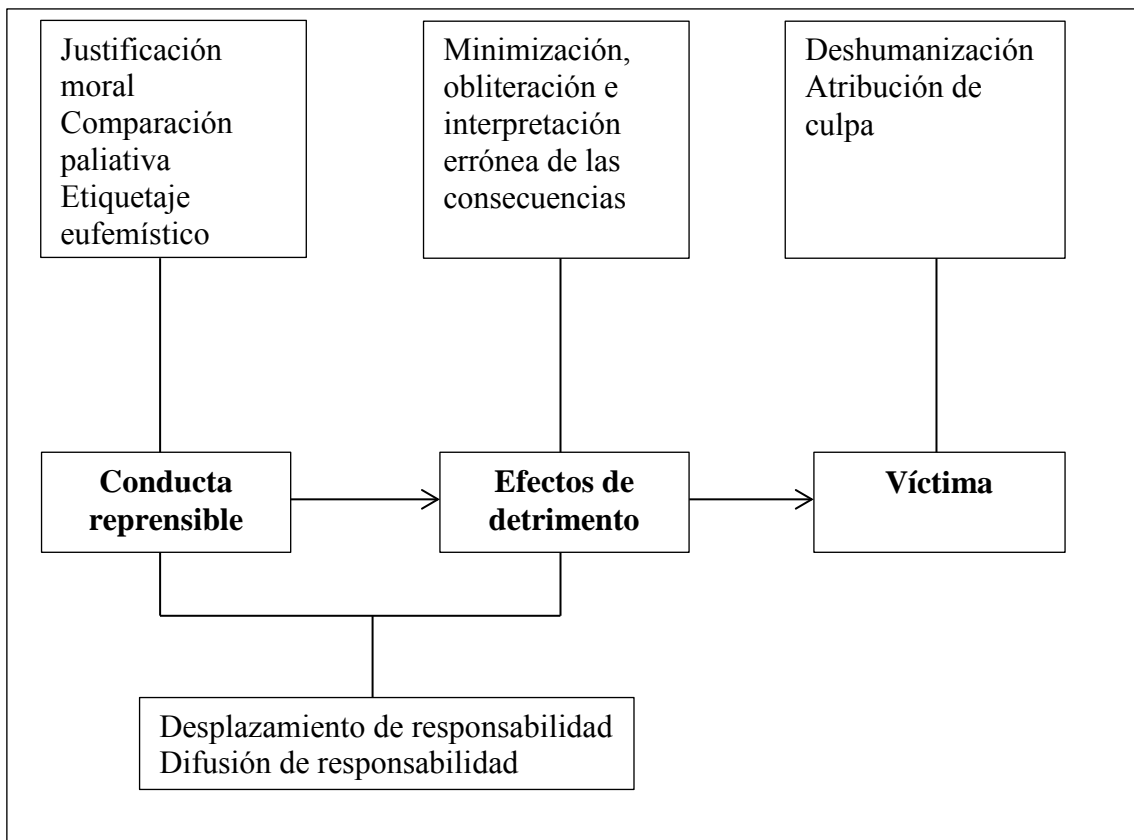 Justificación
moral
Comparación
paliativa
Etiquetaje
eufemístico
Minimización,
obliteración e
interpretación
errónea de las
consecuencias
Deshumanización
Atribución de
culpa
Conducta
reprensible
Efectos de
detrimento
Víctima
Desplazamiento de responsabilidad
Difusión de responsabilidad